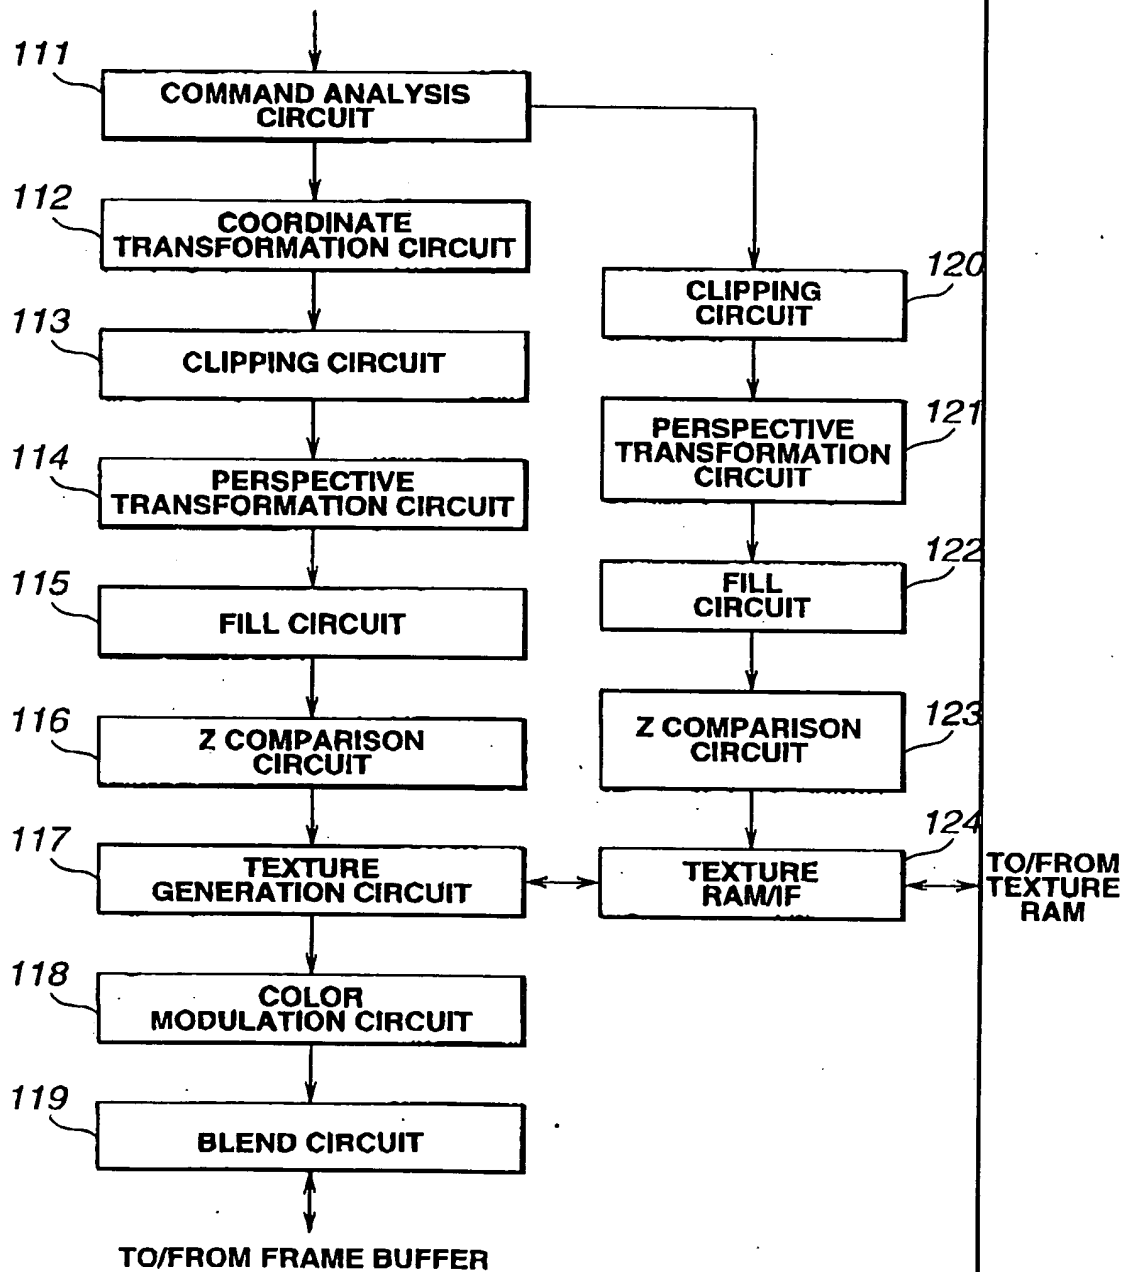 111
COMMAND ANALYSIS
CIRCUIT
112
COORDINATE
TRANSFORMATION CIRCUIT
113
CLIPPING CIRCUIT
114
PERSPECTIVE
TRANSFORMATION CIRCUIT
115
FILL CIRCUIT
116
Z COMPARISON
CIRCUIT
117
TEXTURE
GENERATION CIRCUIT
118
COLOR
MODULATION CIRCUIT
119
BLEND CIRCUIT
TO/FROM FRAME BUFFER
120
CLIPPING
CIRCUIT
121
PERSPECTIVE
TRANSFORMATION
CIRCUIT
122
FILL
CIRCUIT
123
Z COMPARISON
CIRCUIT
124
TEXTURE
RAM/IF
TO/FROM
TEXTURE
RAM